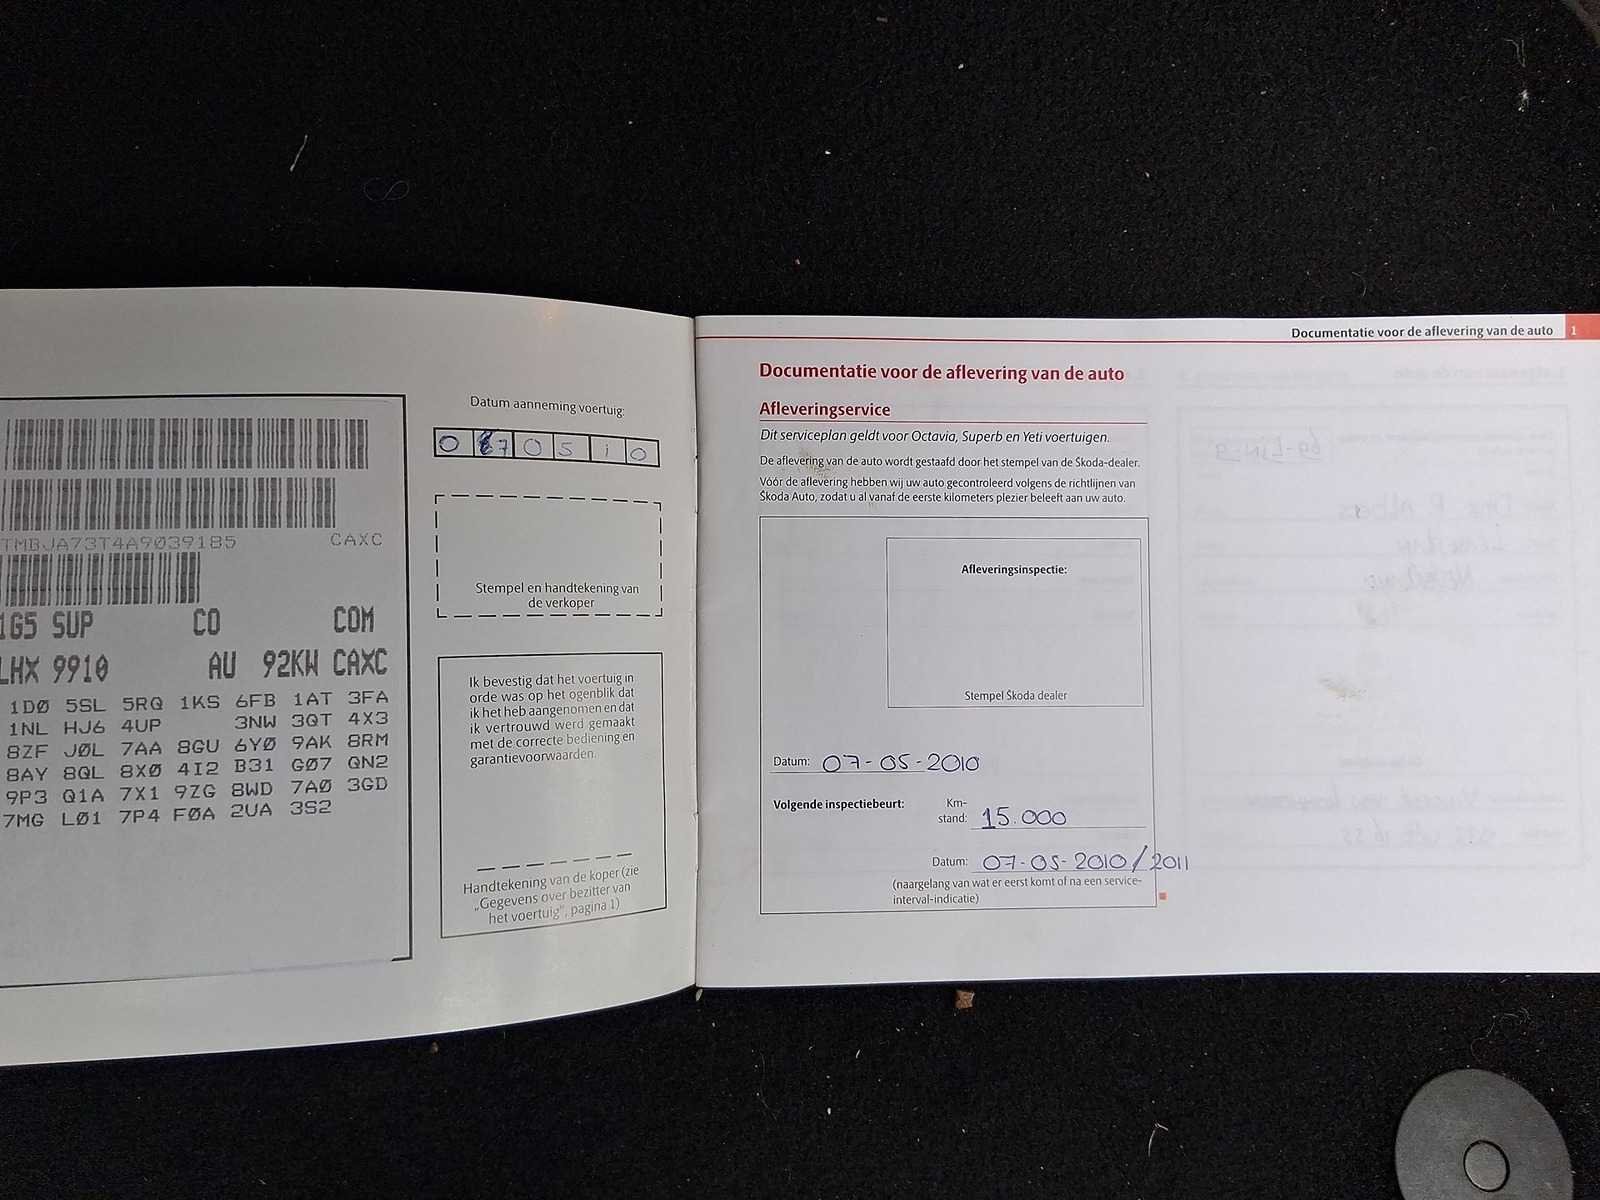 Datum aanneming voertuig:
0 7 0 5 1 0
Stempel en handtekening van
de verkoper
TMBJA73T4A9039185 CAXC
1G5 SUP CO COM
LHX 9910 AU 92KW CAXC
1DØ 5SL 5RQ 1KS 6FB 1AT 3FA
1NL HJ6 4UP 3NW 3QT 4X3
8ZF JØL 7AA 8GU 6YØ 9AK 8RM
8AY 8QL 8XØ 4I2 B31 GØ7 QN2
9P3 Q1A 7X1 9ZG 8WD 7AØ 3GD
7MG LØ1 7P4 FØA 2UA 3S2
Ik bevestig dat het voertuig in
orde was op het ogenblik dat
ik het heb aangenomen en dat
ik vertrouwd werd gemaakt
met de correcte bediening en
garantievoorwaarden.
Handtekening van de koper (zie
„Gegevens over bezitter van
het voertuig”, pagina 1)
Documentatie voor de aflevering van de auto 1
Documentatie voor de aflevering van de auto
Afleveringservice
Dit serviceplan geldt voor Octavia, Superb en Yeti voertuigen.
De aflevering van de auto wordt gestaafd door het stempel van de Škoda-dealer.
Vóór de aflevering hebben wij uw auto gecontroleerd volgens de richtlijnen van
Škoda Auto, zodat u al vanaf de eerste kilometers plezier beleeft aan uw auto.
Afleveringsinspectie:
Stempel Škoda dealer
Datum: 07-05-2010
Volgende inspectiebeurt: Km-
stand: 15.000
Datum: 07-05-2010/2011
(naargelang van wat er eerst komt of na een service-
interval-indicatie)